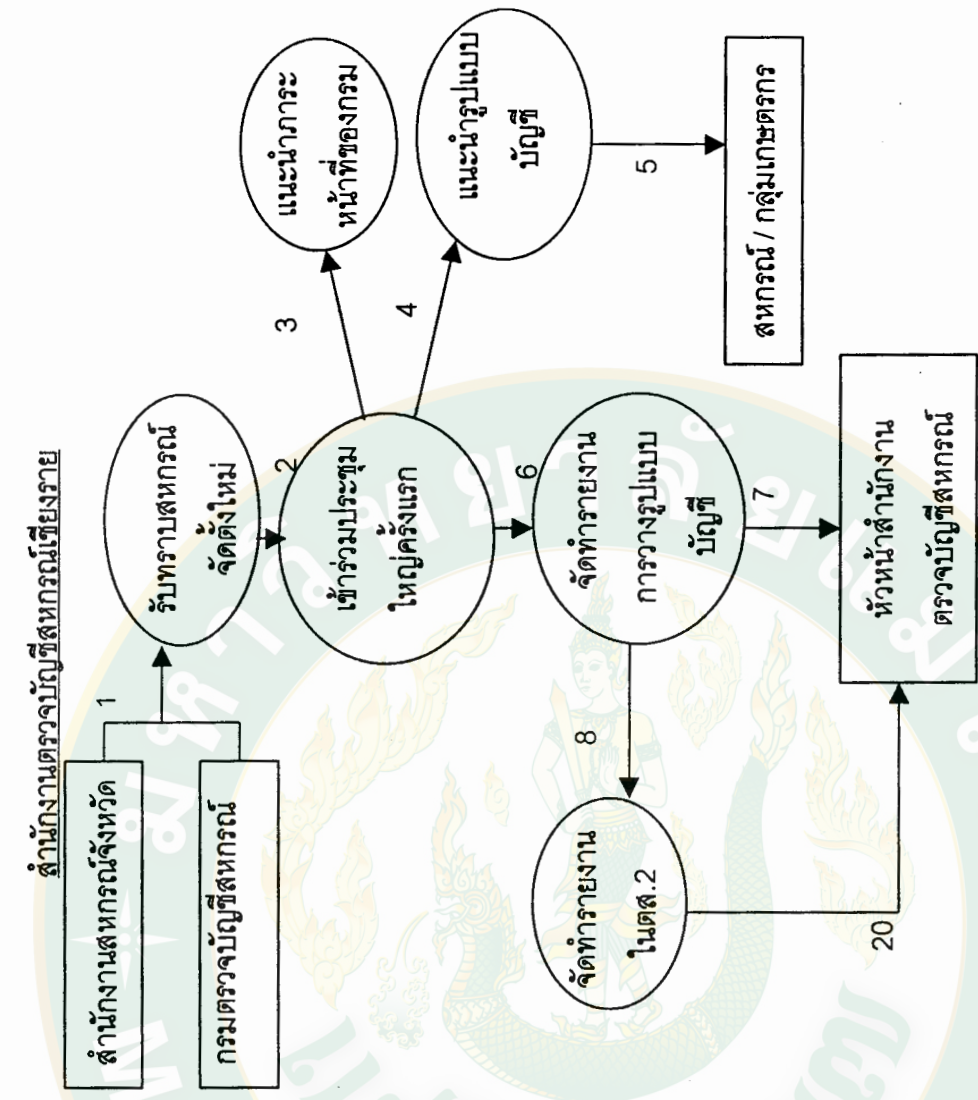 สำนักงานตรวจบัญชีสหกรณ์เชียงราย
สำนักงานสหกรณ์จังหวัด
กรมตรวจบัญชีสหกรณ์
1
รับทราบสหกรณ์
จัดตั้งใหม่
2
เข้าร่วมประชุม
ใหญ่ครั้งแรก
3
แนะนำภาระ
หน้าที่ของกรม
4
แนะนำรูปแบบ
บัญชี
5
สหกรณ์ / กลุ่มเกษตรกร
6
จัดทำรายงาน
การวางรูปแบบ
บัญชี
7
หัวหน้าสำนักงาน
ตรวจบัญชีสหกรณ์
8
จัดทำรายงาน
ในตส.2
20